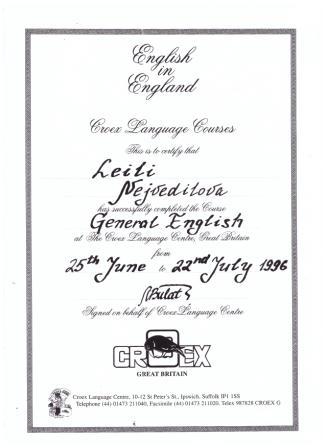 English
in
England
Croex Language Courses
This is to certify that
Leili
Nejveditova
has successfully completed the Course
General English
at The Croex Language Centre, Great Britain
from
25th June to 22nd July 1996
Signed on behalf of Croex Language Centre
CROEX
GREAT BRITAIN
Croex Language Centre, 10-12 St Peter's St., Ipswich, Suffolk IP1 1SS
Telephone (44) 01473 211040, Facsimile (44) 01473 211020, Telex 987828 CROEX G